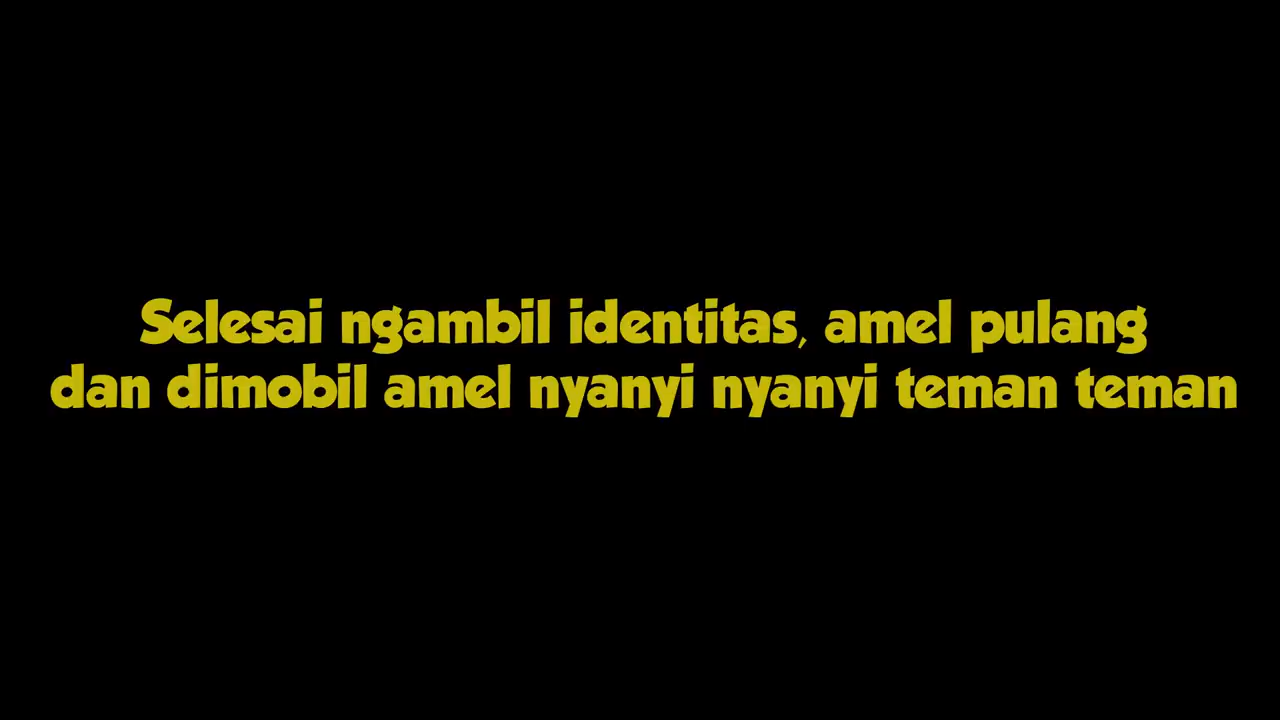 Selesai ngambil identitas, amel pulang
dan dimobil amel nyanyi nyanyi teman teman